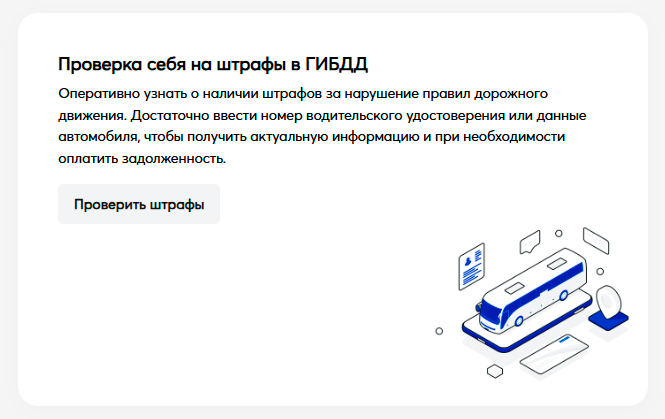 Проверка себя на штрафы в ГИБДД
Оперативно узнать о наличии штрафов за нарушение правил дорожного
движения. Достаточно ввести номер водительского удостоверения или данные
автомобиля, чтобы получить актуальную информацию и при необходимости
оплатить задолженность.
Проверить штрафы